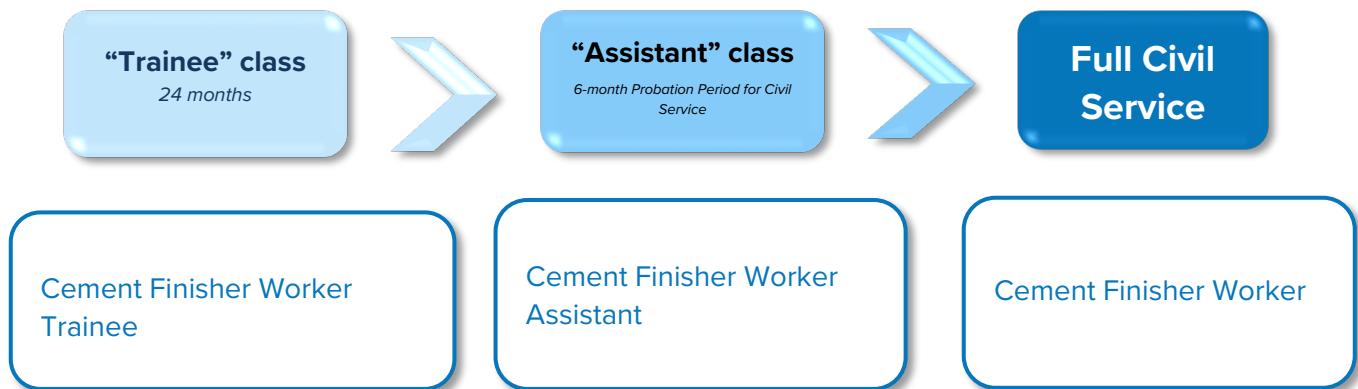 “Trainee” class
24 months
“Assistant” class
6-month Probation Period for Civil
Service
Full Civil
Service
Cement Finisher Worker
Trainee
Cement Finisher Worker
Assistant
Cement Finisher Worker